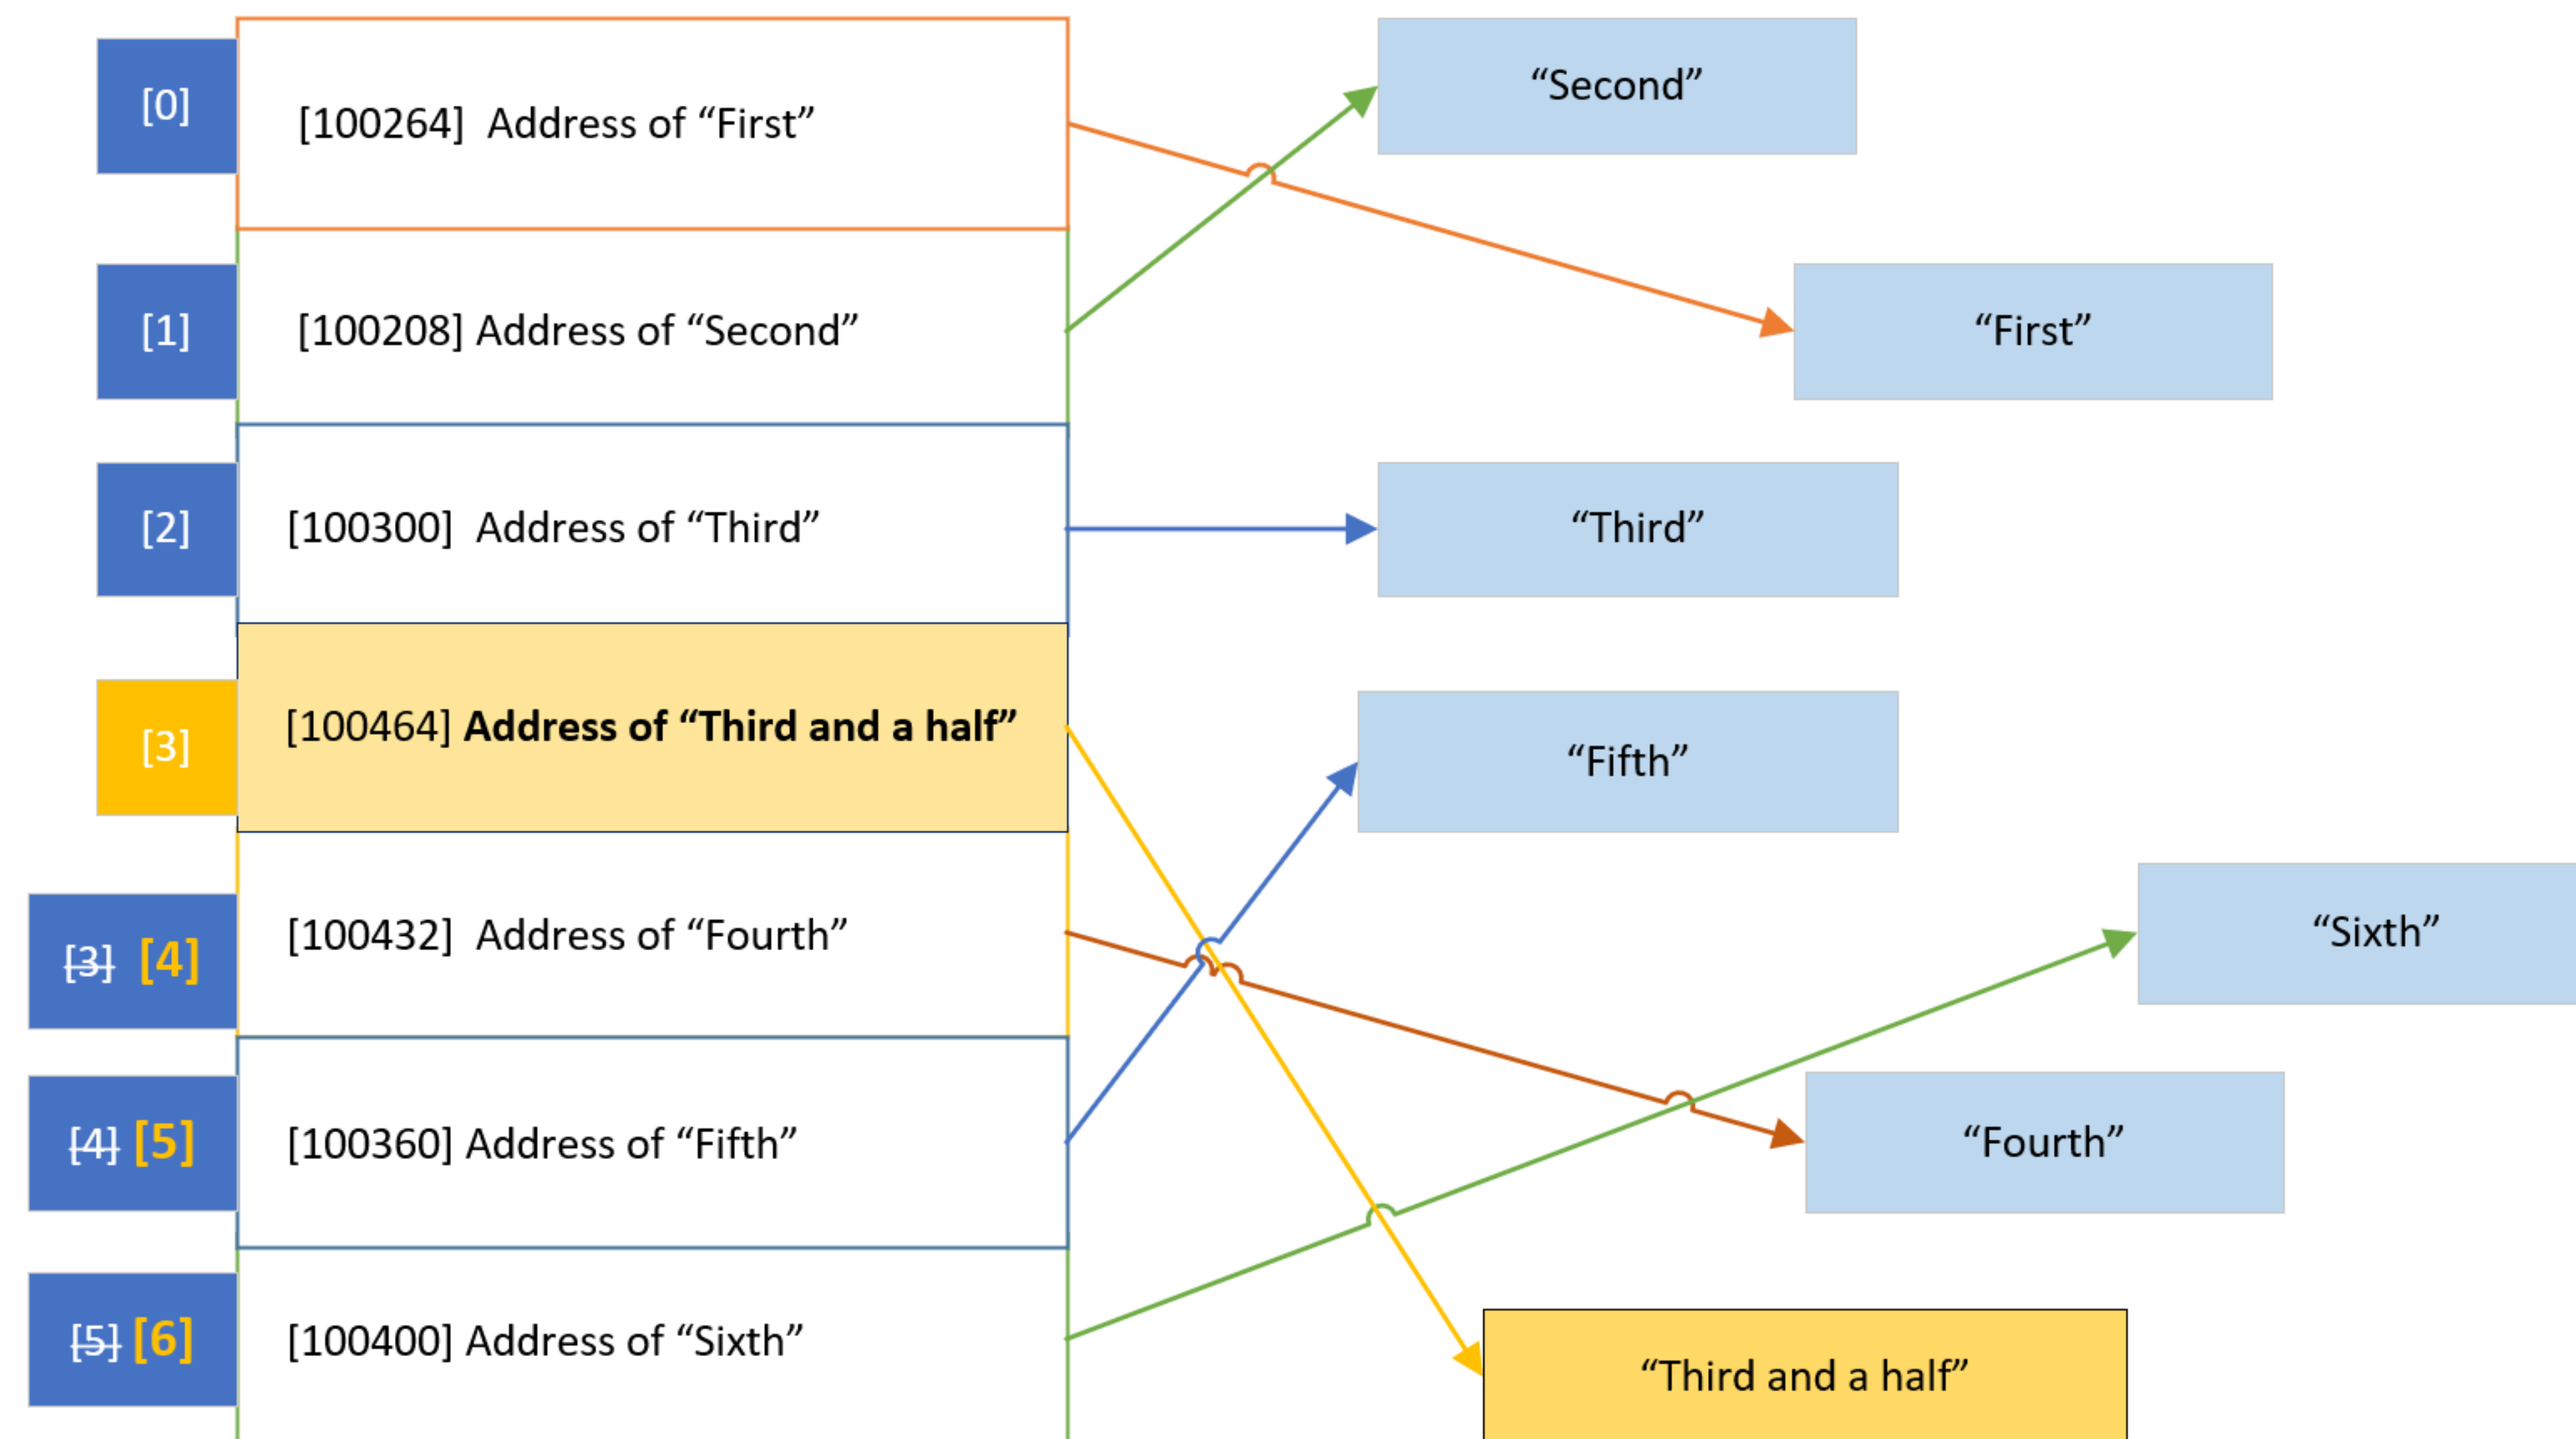 [0]
[100264] Address of “First”
“Second”
[1]
[100208] Address of “Second”
“First”
[2]
[100300] Address of “Third”
“Third”
[3]
[100464] Address of “Third and a half”
“Fifth”
[3] [4]
[100432] Address of “Fourth”
“Sixth”
[4] [5]
[100360] Address of “Fifth”
“Fourth”
[5] [6]
[100400] Address of “Sixth”
“Third and a half”